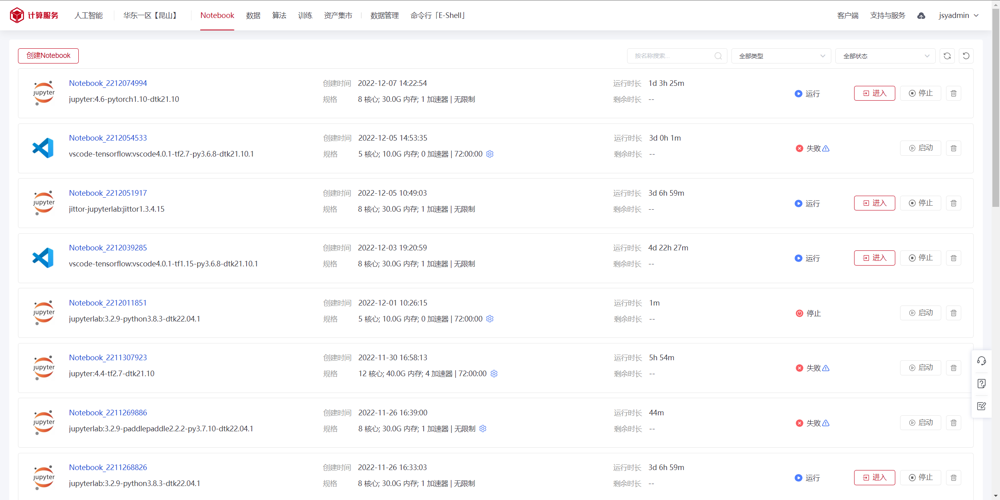 计算服务 人工智能 华东一区【昆山】 Notebook 数据 算法 训练 资产集市 数据管理 命令行「E-Shell」 客户端 支持与服务 jsyadmin
创建Notebook 按名称搜索... 全部类型 全部状态
jupyter
Notebook_2212074994 创建时间 2022-12-07 14:22:54 运行时长 1d 3h 25m
运行 进入 停止
jupyter:4.6-pytorch1.10-dtk21.10 规格 8 核心; 30.0G 内存; 1 加速器 | 无限制 剩余时长 --
Notebook_2212054533 创建时间 2022-12-05 14:53:35 运行时长 3d 0h 1m
失败 启动
vscode-tensorflow:vscode4.0.1-tf2.7-py3.6.8-dtk21.10.1 规格 5 核心; 10.0G 内存; 0 加速器 | 72:00:00 剩余时长 --
jupyter
Notebook_2212051917 创建时间 2022-12-05 10:49:03 运行时长 3d 6h 59m
运行 进入 停止
jittor-jupyterlab:jittor1.3.4.15 规格 8 核心; 30.0G 内存; 1 加速器 | 无限制 剩余时长 --
Notebook_2212039285 创建时间 2022-12-03 19:20:59 运行时长 4d 22h 27m
运行 进入 停止
vscode-tensorflow:vscode4.0.1-tf1.15-py3.6.8-dtk21.10.1 规格 8 核心; 30.0G 内存; 1 加速器 | 无限制 剩余时长 --
jupyter
Notebook_2212011851 创建时间 2022-12-01 10:26:15 运行时长 1m
停止 启动
jupyterlab:3.2.9-python3.8.3-dtk22.04.1 规格 5 核心; 10.0G 内存; 0 加速器 | 72:00:00 剩余时长 --
jupyter
Notebook_2211307923 创建时间 2022-11-30 16:58:13 运行时长 5h 54m
失败 启动
jupyter:4.4-tf2.7-dtk21.10 规格 12 核心; 40.0G 内存; 4 加速器 | 72:00:00 剩余时长 --
jupyter
Notebook_2211269886 创建时间 2022-11-26 16:39:00 运行时长 44m
失败 启动
jupyterlab:3.2.9-paddlepaddle2.2.2-py3.7.10-dtk22.04.1 规格 8 核心; 30.0G 内存; 1 加速器 | 无限制 剩余时长 --
jupyter
Notebook_2211268826 创建时间 2022-11-26 16:33:03 运行时长 3d 6h 59m
运行 进入 停止
jupyterlab:3.2.9-python3.8.3-dtk22.04.1 规格 8 核心; 30.0G 内存; 1 加速器 | 无限制 剩余时长 --